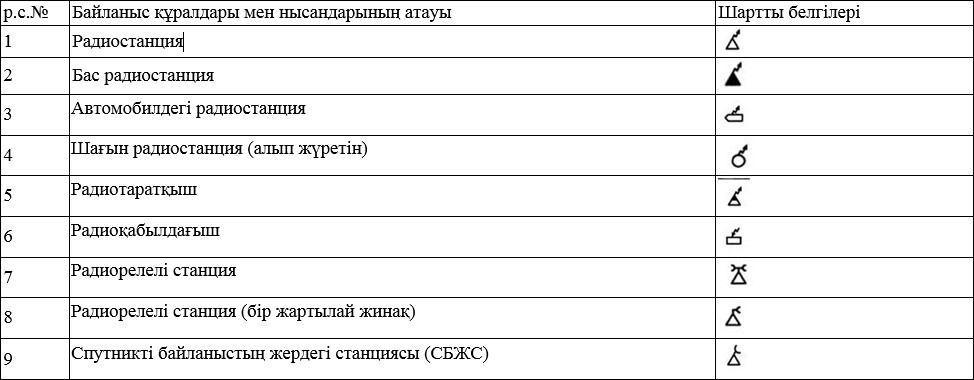 р.с.№ Байланыс құралдары мен нысандарының атауы Шартты белгілері
1 Радиостанция
2 Бас радиостанция
3 Автомобилдегі радиостанция
4 Шағын радиостанция (алып жүретін)
5 Радиотаратқыш
6 Радиоқабылдағыш
7 Радиорелелі станция
8 Радиорелелі станция (бір жартылай жинақ)
9 Спутникті байланыстың жердегі станциясы (СБЖС)